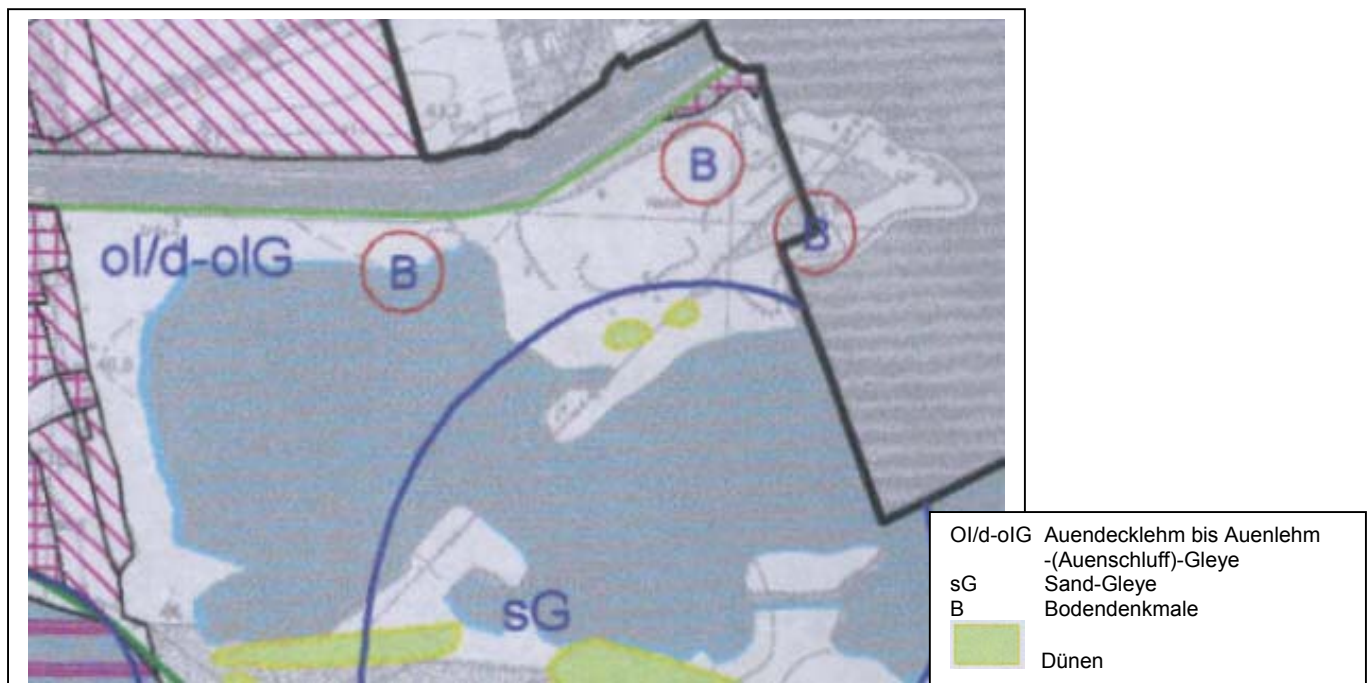 B
B
ol/d-olG
B
sG
Ol/d-olG Auendecklehm bis Auenlehm
-(Auenschluff)-Gleye
sG Sand-Gleye
B Bodendenkmale
Dünen